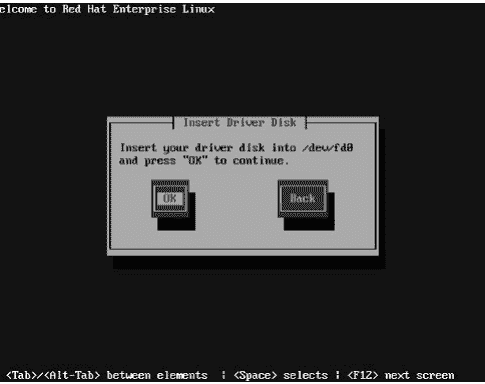 elcome to Red Hat Enterprise Linux
Insert Driver Disk
Insert your driver disk into /dev/fd0
and press "OK" to continue.
OK
Back
<Tab>/<Alt-Tab> between elements | <Space> selects | <F12> next screen